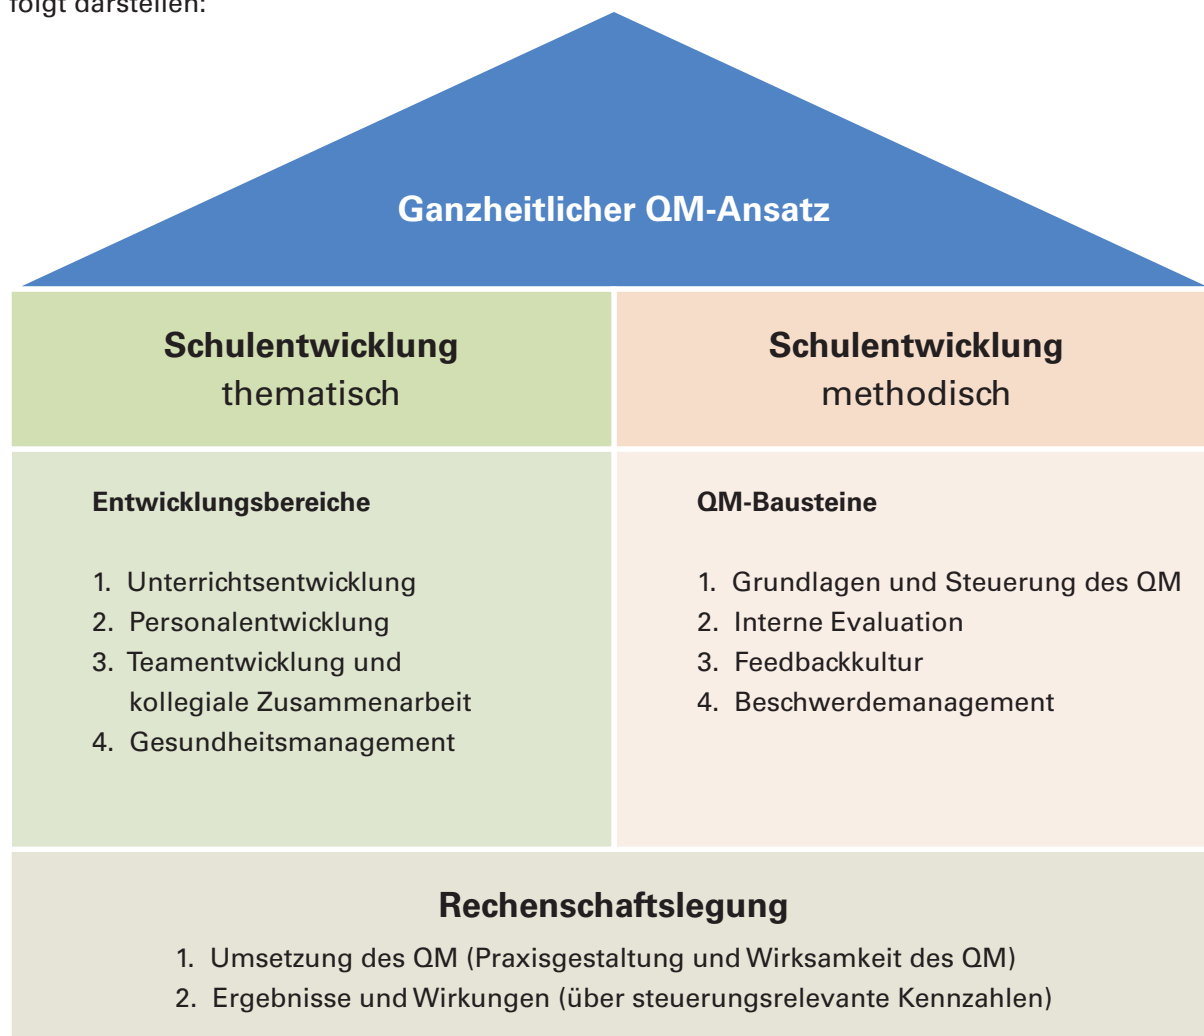 folgt darstellen:
Ganzheitlicher QM-Ansatz
Schulentwicklung
thematisch
Schulentwicklung
methodisch
Entwicklungsbereiche
1. Unterrichtsentwicklung
2. Personalentwicklung
3. Teamentwicklung und
kollegiale Zusammenarbeit
4. Gesundheitsmanagement
QM-Bausteine
1. Grundlagen und Steuerung des QM
2. Interne Evaluation
3. Feedbackkultur
4. Beschwerdemanagement
Rechenschaftslegung
1. Umsetzung des QM (Praxisgestaltung und Wirksamkeit des QM)
2. Ergebnisse und Wirkungen (über steuerungsrelevante Kennzahlen)